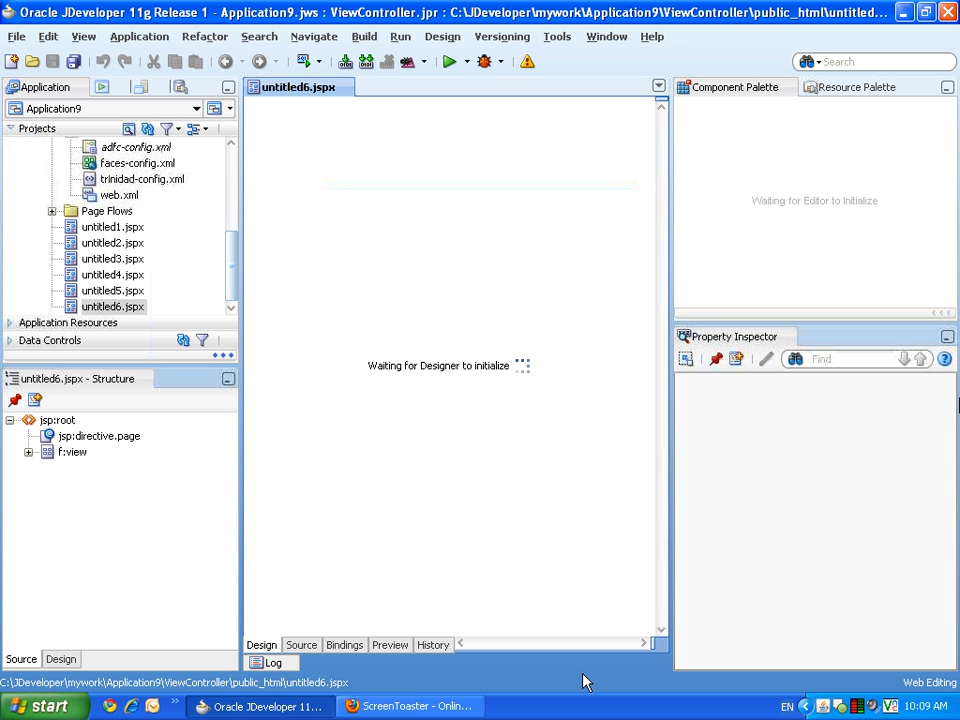 Oracle JDeveloper 11g Release 1 - Application9.jws : ViewController.jpr : C:\JDeveloper\mywork\Application9\ViewController\public_html\untitled...
File Edit View Application Refactor Search Navigate Build Run Design Versioning Tools Window Help
Search
Application
Application9
Projects
adfc-config.xml
faces-config.xml
trinidad-config.xml
web.xml
Page Flows
untitled1.jspx
untitled2.jspx
untitled3.jspx
untitled4.jspx
untitled5.jspx
untitled6.jspx
Application Resources
Data Controls
untitled6.jspx - Structure
jsp:root
jsp:directive.page
f:view
Source Design
untitled6.jspx
Waiting for Designer to initialize
Design Source Bindings Preview History
Log
Component Palette Resource Palette
Waiting for Editor to Initialize
Property Inspector
Find
C:\JDeveloper\mywork\Application9\ViewController\public_html\untitled6.jspx
Web Editing
start
Oracle JDeveloper 11...
ScreenToaster - Onlin...
EN
10:09 AM